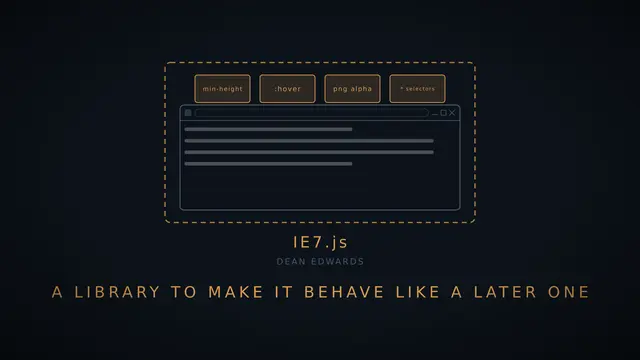 min-height
:hover
png alpha
* selectors
IE7.js
DEAN EDWARDS
A LIBRARY TO MAKE IT BEHAVE LIKE A LATER ONE